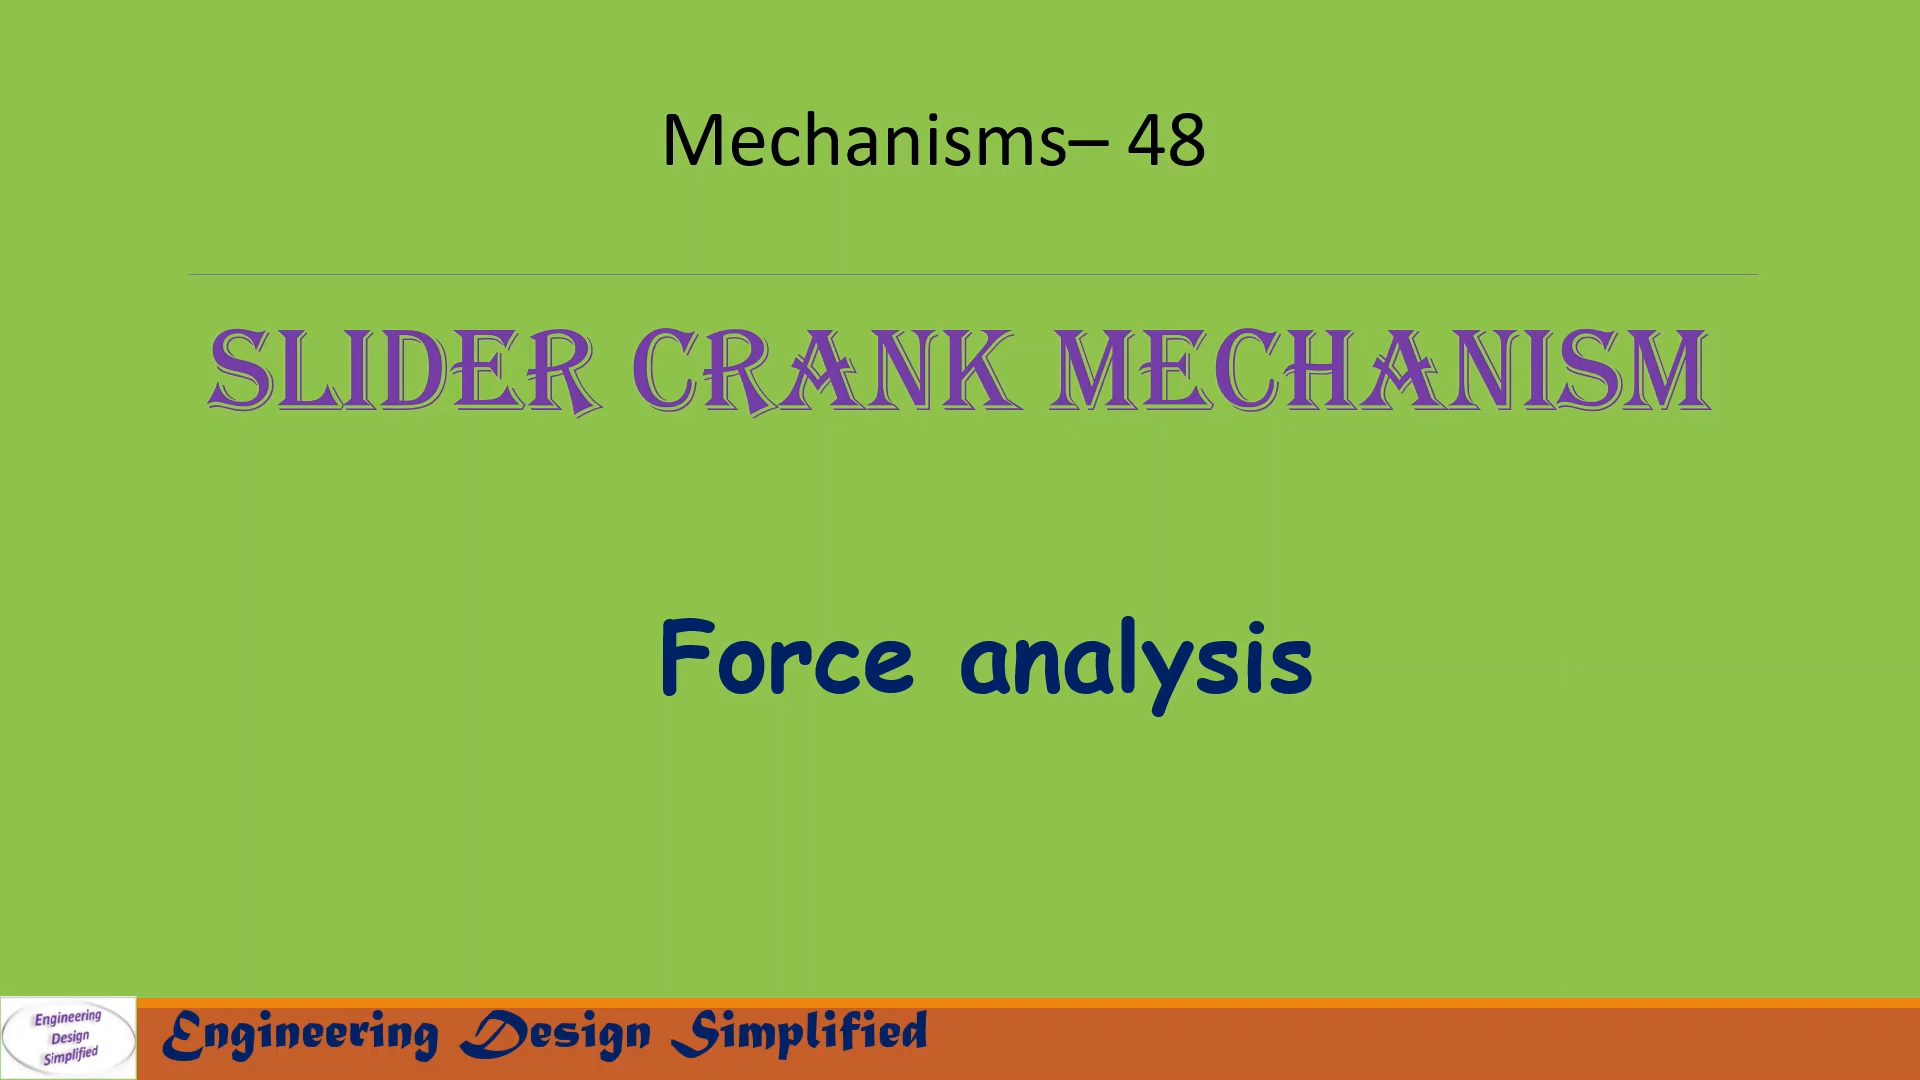 Mechanisms– 48
SLIDER CRANK MECHANISM
Force analysis
Engineering
Design
Simplified
Engineering Design Simplified